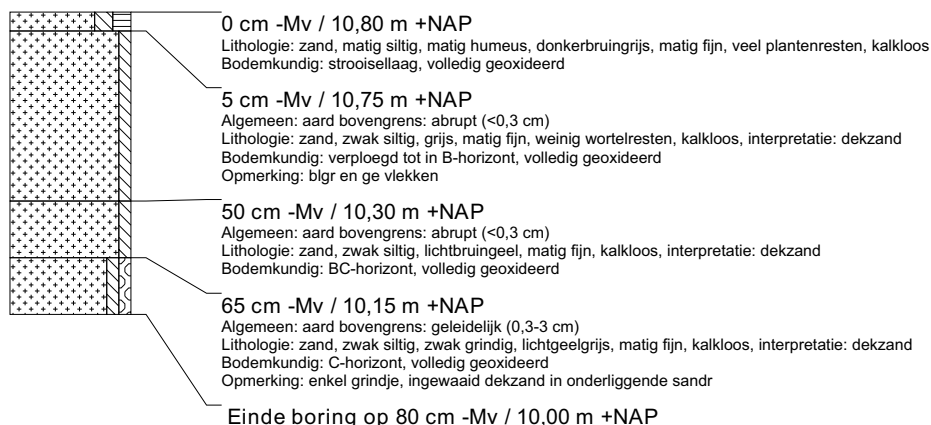 0 cm -Mv / 10,80 m +NAP
Lithologie: zand, matig siltig, matig humeus, donkerbruingrijs, matig fijn, veel plantenresten, kalkloos
Bodemkundig: strooisellaag, volledig geoxideerd
5 cm -Mv / 10,75 m +NAP
Algemeen: aard bovengrens: abrupt (<0,3 cm)
Lithologie: zand, zwak siltig, grijs, matig fijn, weinig wortelresten, kalkloos, interpretatie: dekzand
Bodemkundig: verploegd tot in B-horizont, volledig geoxideerd
Opmerking: blgr en ge vlekken
50 cm -Mv / 10,30 m +NAP
Algemeen: aard bovengrens: abrupt (<0,3 cm)
Lithologie: zand, zwak siltig, lichtbruingeel, matig fijn, kalkloos, interpretatie: dekzand
Bodemkundig: BC-horizont, volledig geoxideerd
65 cm -Mv / 10,15 m +NAP
Algemeen: aard bovengrens: geleidelijk (0,3-3 cm)
Lithologie: zand, zwak siltig, zwak grindig, lichtgeelgrijs, matig fijn, kalkloos, interpretatie: dekzand
Bodemkundig: C-horizont, volledig geoxideerd
Opmerking: enkel grindje, ingewaaid dekzand in onderliggende sandr
Einde boring op 80 cm -Mv / 10,00 m +NAP